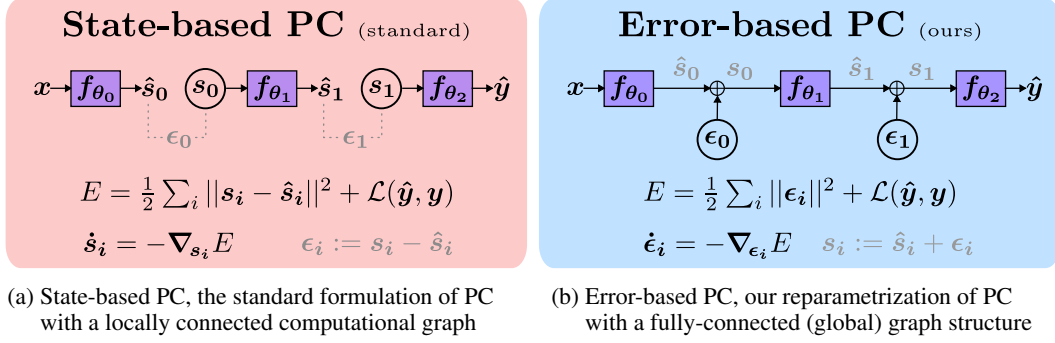 State-based PC (standard)
x f_θ0 ŝ_0 s_0 f_θ1 ŝ_1 s_1 f_θ2 ŷ
ϵ_0 ϵ_1
E = 1/2 ∑_i ||s_i − ŝ_i||² + L(ŷ, y)
ṡ_i = −∇_{s_i} E ϵ_i := s_i − ŝ_i
(a) State-based PC, the standard formulation of PC
with a locally connected computational graph
Error-based PC (ours)
ŝ_0 s_0 ŝ_1 s_1
x f_θ0 f_θ1 f_θ2 ŷ
ϵ_0 ϵ_1
E = 1/2 ∑_i ||ϵ_i||² + L(ŷ, y)
ϵ̇_i = −∇_{ϵ_i} E s_i := ŝ_i + ϵ_i
(b) Error-based PC, our reparametrization of PC
with a fully-connected (global) graph structure